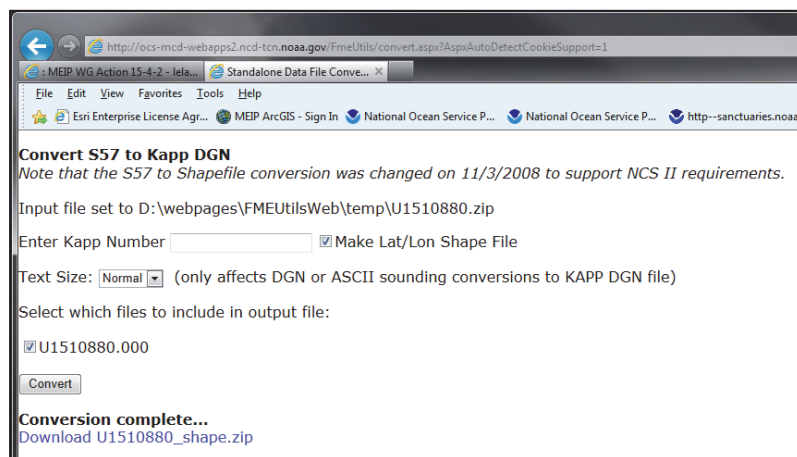 http://ocs-mcd-webapps2.ncd-tcn.noaa.gov/FmeUtils/convert.aspx?AspxAutoDetectCookieSupport=1
: MEIP WG Action 15-4-2 - lela... Standalone Data File Conve... ×
File Edit View Favorites Tools Help
Esri Enterprise License Agr... MEIP ArcGIS - Sign In National Ocean Service P... National Ocean Service P... http--sanctuaries.noaa
Convert S57 to Kapp DGN
Note that the S57 to Shapefile conversion was changed on 11/3/2008 to support NCS II requirements.
Input file set to D:\webpages\FMEUtilsWeb\temp\U1510880.zip
Enter Kapp Number Make Lat/Lon Shape File
Text Size: Normal (only affects DGN or ASCII sounding conversions to KAPP DGN file)
Select which files to include in output file:
U1510880.000
Convert
Conversion complete...
Download U1510880_shape.zip